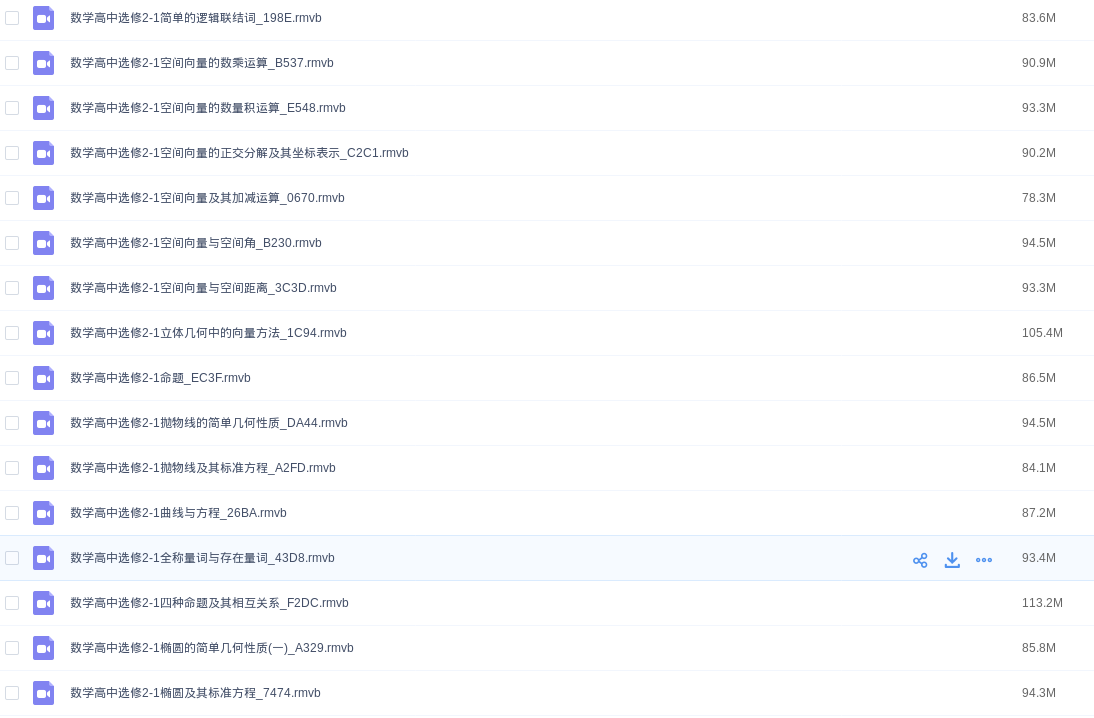 数学高中选修2-1简单的逻辑联结词_198E.rmvb 83.6M
数学高中选修2-1空间向量的数乘运算_B537.rmvb 90.9M
数学高中选修2-1空间向量的数量积运算_E548.rmvb 93.3M
数学高中选修2-1空间向量的正交分解及其坐标表示_C2C1.rmvb 90.2M
数学高中选修2-1空间向量及其加减运算_0670.rmvb 78.3M
数学高中选修2-1空间向量与空间角_B230.rmvb 94.5M
数学高中选修2-1空间向量与空间距离_3C3D.rmvb 93.3M
数学高中选修2-1立体几何中的向量方法_1C94.rmvb 105.4M
数学高中选修2-1命题_EC3F.rmvb 86.5M
数学高中选修2-1抛物线的简单几何性质_DA44.rmvb 94.5M
数学高中选修2-1抛物线及其标准方程_A2FD.rmvb 84.1M
数学高中选修2-1曲线与方程_26BA.rmvb 87.2M
数学高中选修2-1全称量词与存在量词_43D8.rmvb 93.4M
数学高中选修2-1四种命题及其相互关系_F2DC.rmvb 113.2M
数学高中选修2-1椭圆的简单几何性质(一)_A329.rmvb 85.8M
数学高中选修2-1椭圆及其标准方程_7474.rmvb 94.3M